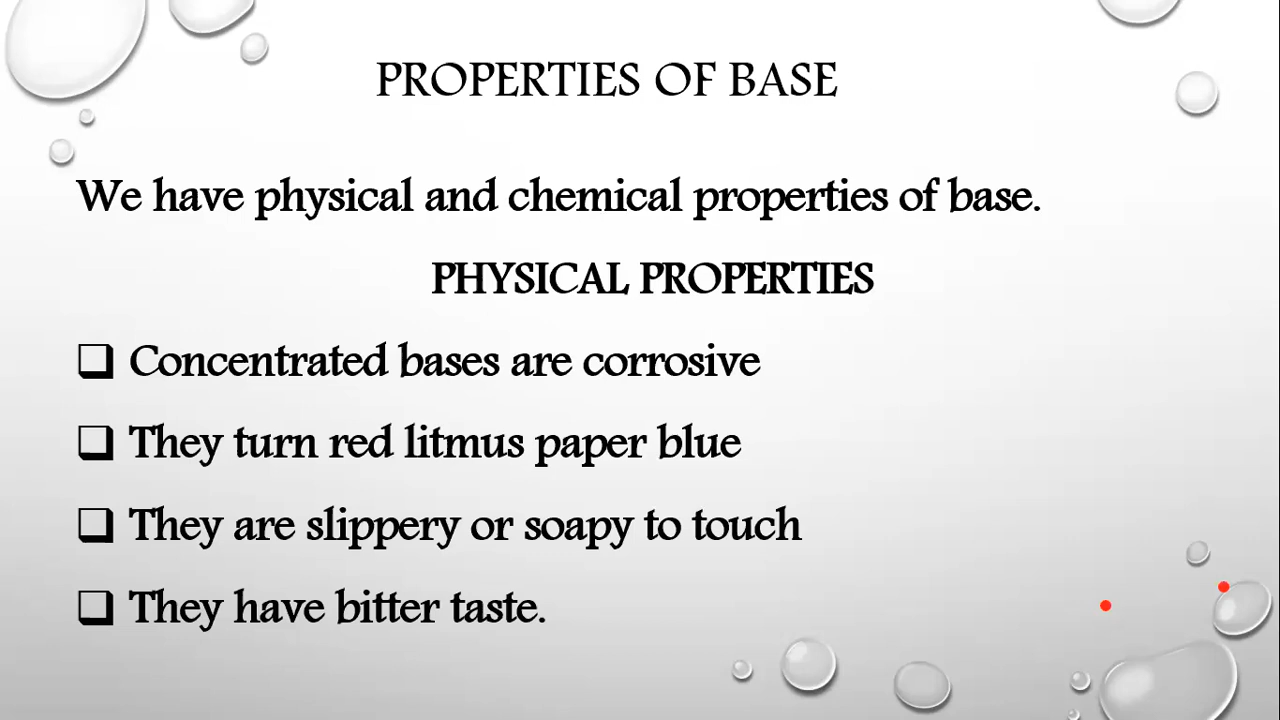 PROPERTIES OF BASE
We have physical and chemical properties of base.
PHYSICAL PROPERTIES
❑ Concentrated bases are corrosive
❑ They turn red litmus paper blue
❑ They are slippery or soapy to touch
❑ They have bitter taste.